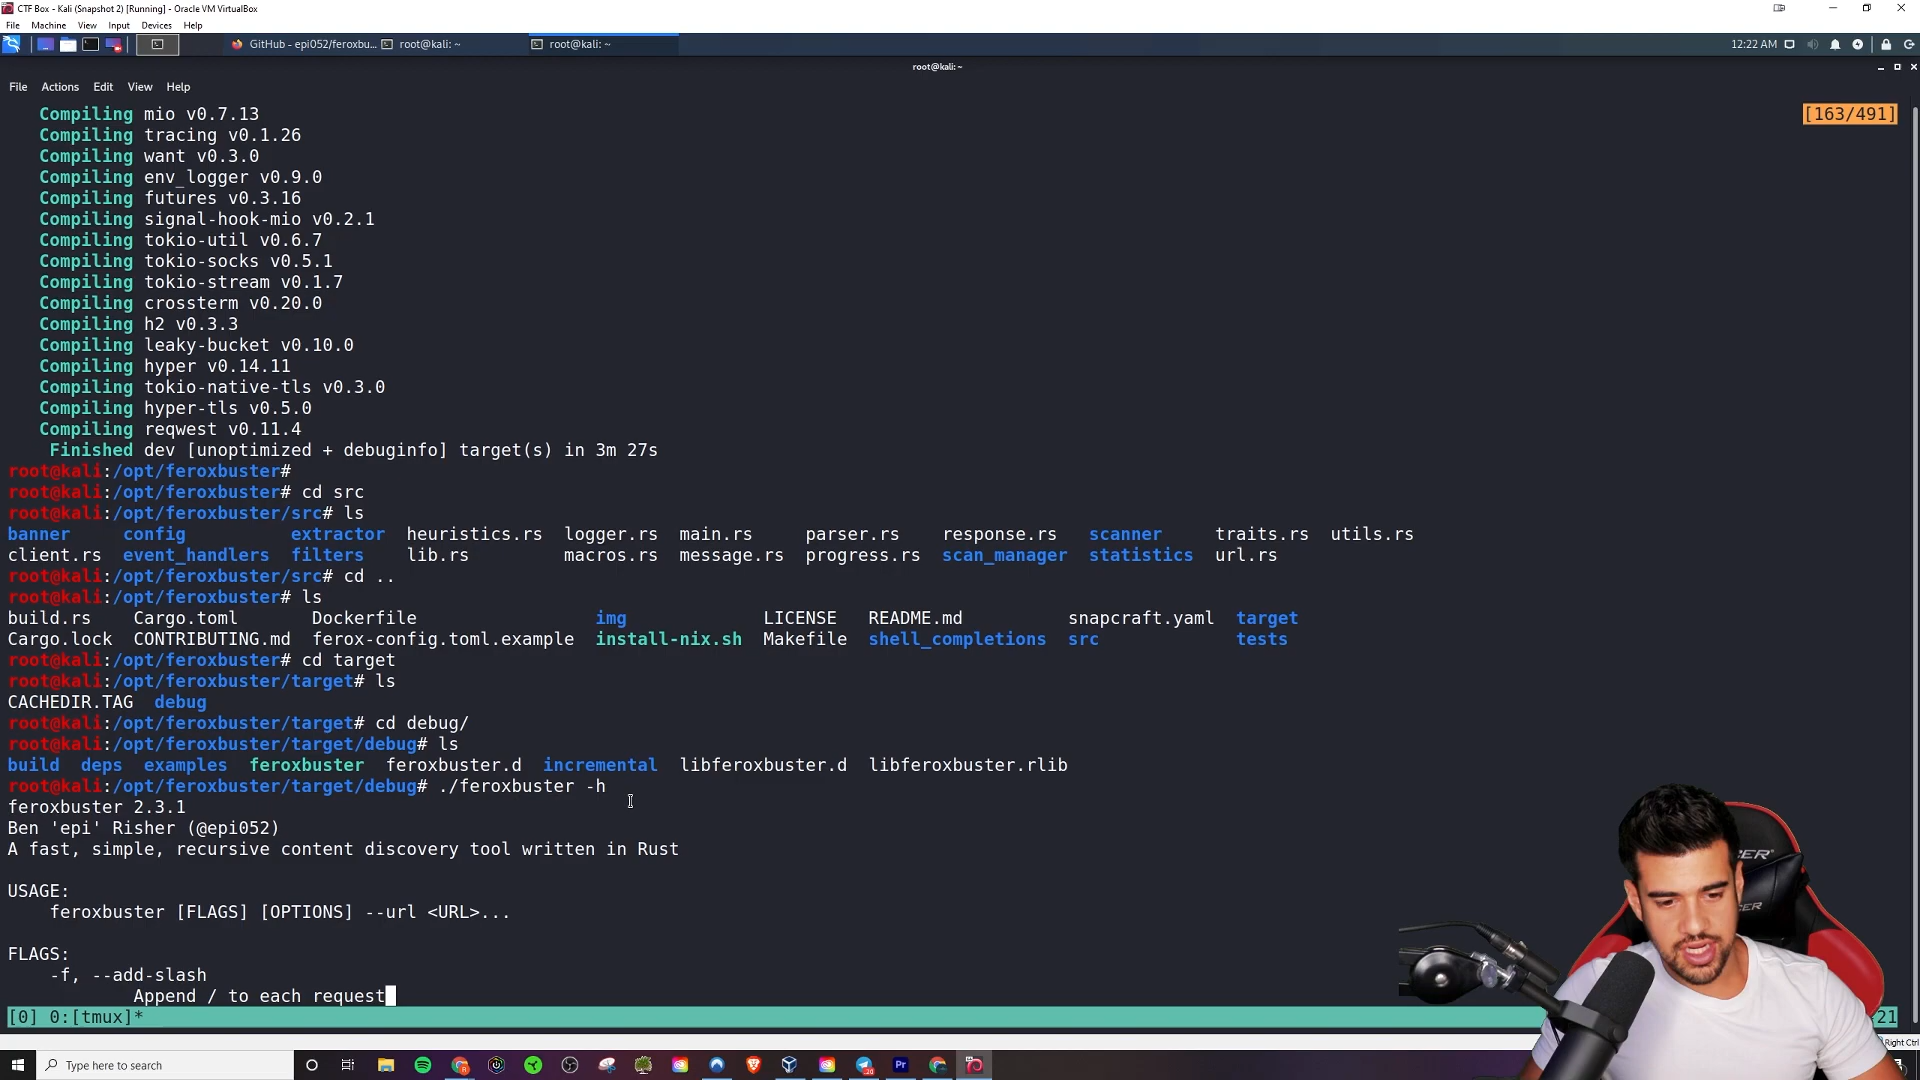 CTF Box - Kali (Snapshot 2) [Running] - Oracle VM VirtualBox
File Machine View Input Devices Help
GitHub - epi052/feroxbu... root@kali: ~ root@kali: ~ 12:22 AM
root@kali: ~
File Actions Edit View Help
Compiling mio v0.7.13 [163/491]
Compiling tracing v0.1.26
Compiling want v0.3.0
Compiling env_logger v0.9.0
Compiling futures v0.3.16
Compiling signal-hook-mio v0.2.1
Compiling tokio-util v0.6.7
Compiling tokio-socks v0.5.1
Compiling tokio-stream v0.1.7
Compiling crossterm v0.20.0
Compiling h2 v0.3.3
Compiling leaky-bucket v0.10.0
Compiling hyper v0.14.11
Compiling tokio-native-tls v0.3.0
Compiling hyper-tls v0.5.0
Compiling reqwest v0.11.4
Finished dev [unoptimized + debuginfo] target(s) in 3m 27s
root@kali:/opt/feroxbuster#
root@kali:/opt/feroxbuster# cd src
root@kali:/opt/feroxbuster/src# ls
banner config extractor heuristics.rs logger.rs main.rs parser.rs response.rs scanner traits.rs utils.rs
client.rs event_handlers filters lib.rs macros.rs message.rs progress.rs scan_manager statistics url.rs
root@kali:/opt/feroxbuster/src# cd ..
root@kali:/opt/feroxbuster# ls
build.rs Cargo.toml Dockerfile img LICENSE README.md snapcraft.yaml target
Cargo.lock CONTRIBUTING.md ferox-config.toml.example install-nix.sh Makefile shell_completions src tests
root@kali:/opt/feroxbuster# cd target
root@kali:/opt/feroxbuster/target# ls
CACHEDIR.TAG debug
root@kali:/opt/feroxbuster/target# cd debug/
root@kali:/opt/feroxbuster/target/debug# ls
build deps examples feroxbuster feroxbuster.d incremental libferoxbuster.d libferoxbuster.rlib
root@kali:/opt/feroxbuster/target/debug# ./feroxbuster -h
feroxbuster 2.3.1
Ben 'epi' Risher (@epi052)
A fast, simple, recursive content discovery tool written in Rust
USAGE:
feroxbuster [FLAGS] [OPTIONS] --url <URL>...
FLAGS:
-f, --add-slash
Append / to each request
[0] 0:[tmux]* 21
Right Ctrl
Type here to search